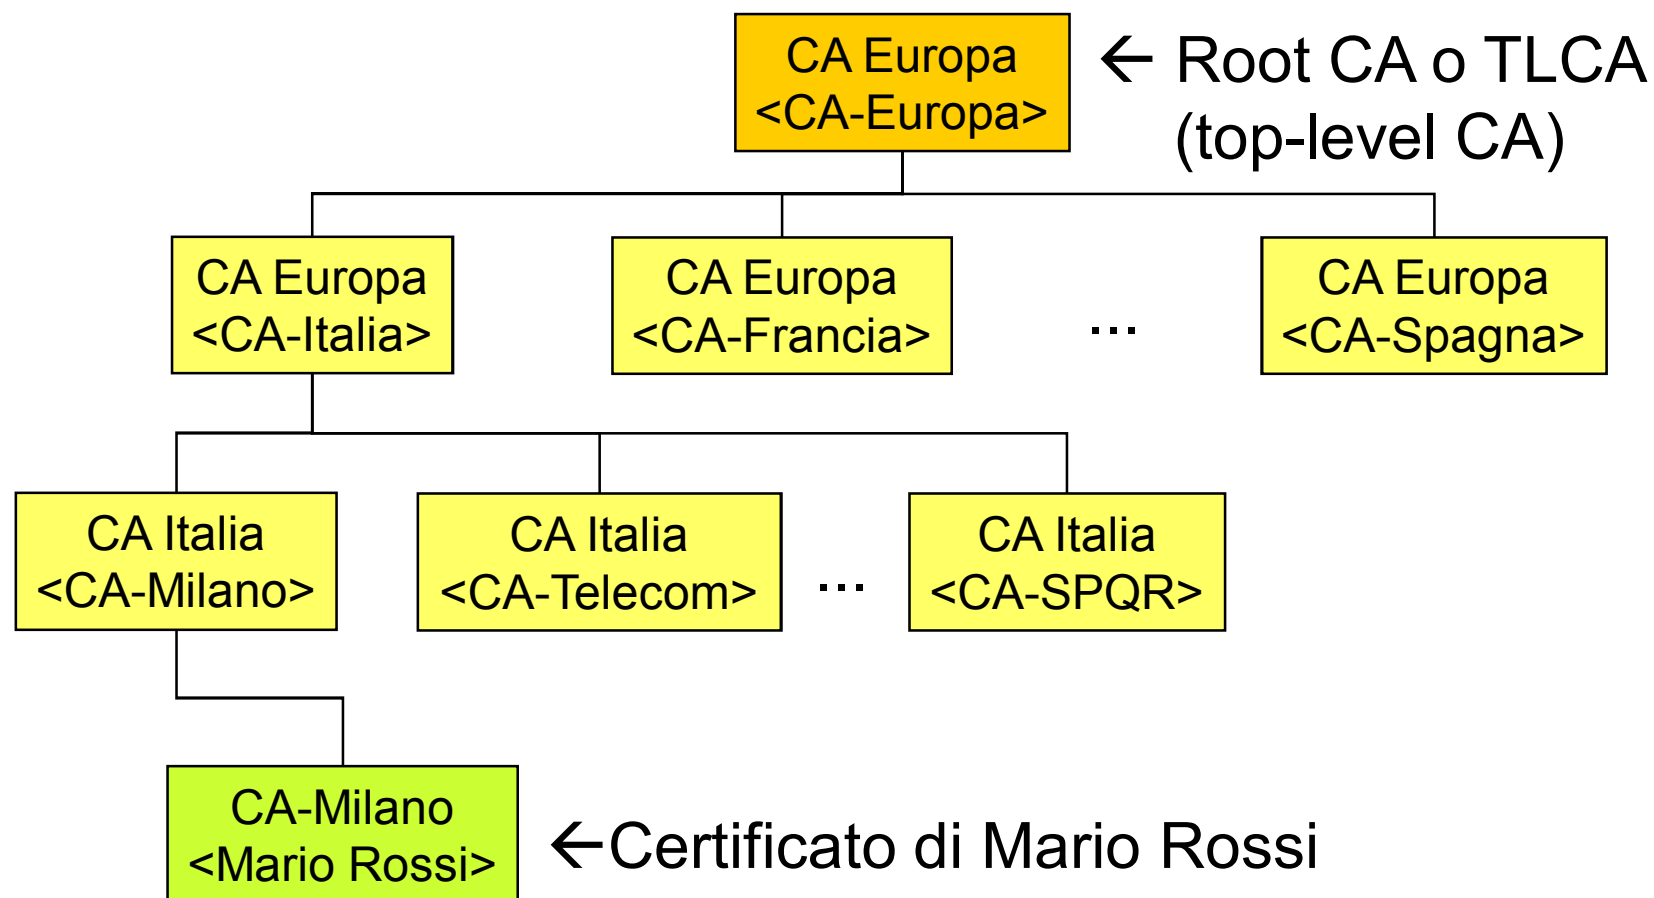 CA Europa
<CA-Europa>
← Root CA o TLCA
(top-level CA)
CA Europa
<CA-Italia>
CA Europa
<CA-Francia>
...
CA Europa
<CA-Spagna>
CA Italia
<CA-Milano>
CA Italia
<CA-Telecom>
...
CA Italia
<CA-SPQR>
CA-Milano
<Mario Rossi>
←Certificato di Mario Rossi